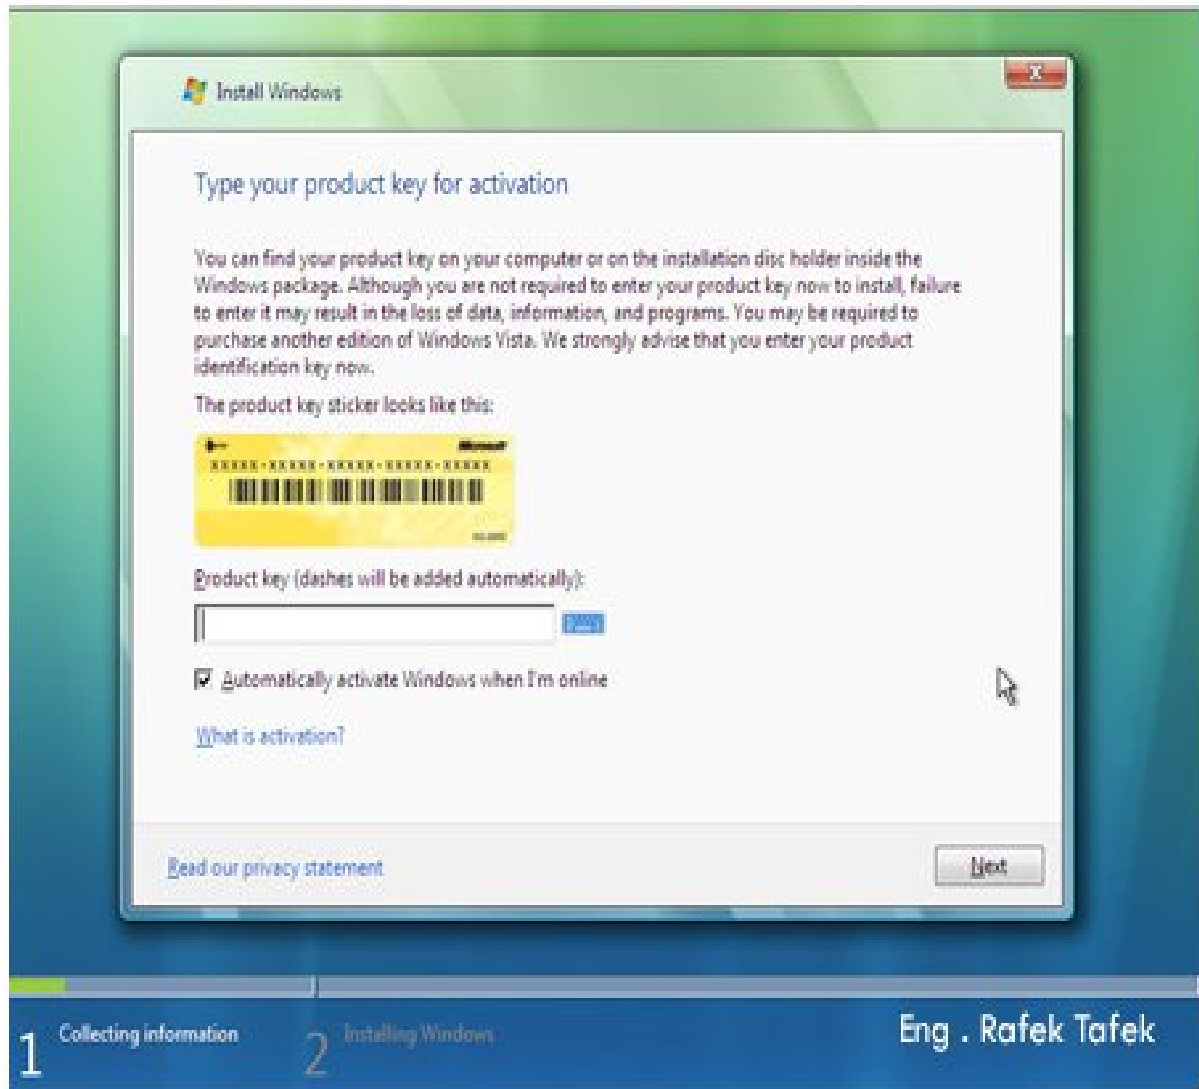 Install Windows
Type your product key for activation
You can find your product key on your computer or on the installation disc holder inside the
Windows package. Although you are not required to enter your product key now to install, failure
to enter it may result in the loss of data, information, and programs. You may be required to
purchase another edition of Windows Vista. We strongly advise that you enter your product
identification key now.
The product key sticker looks like this:
Microsoft
XXXXX-XXXXX-XXXXX-XXXXX-XXXXX
Product key (dashes will be added automatically):
Automatically activate Windows when I'm online
What is activation?
Read our privacy statement
Next
1 Collecting information
2 Installing Windows
Eng . Rafek Tafek